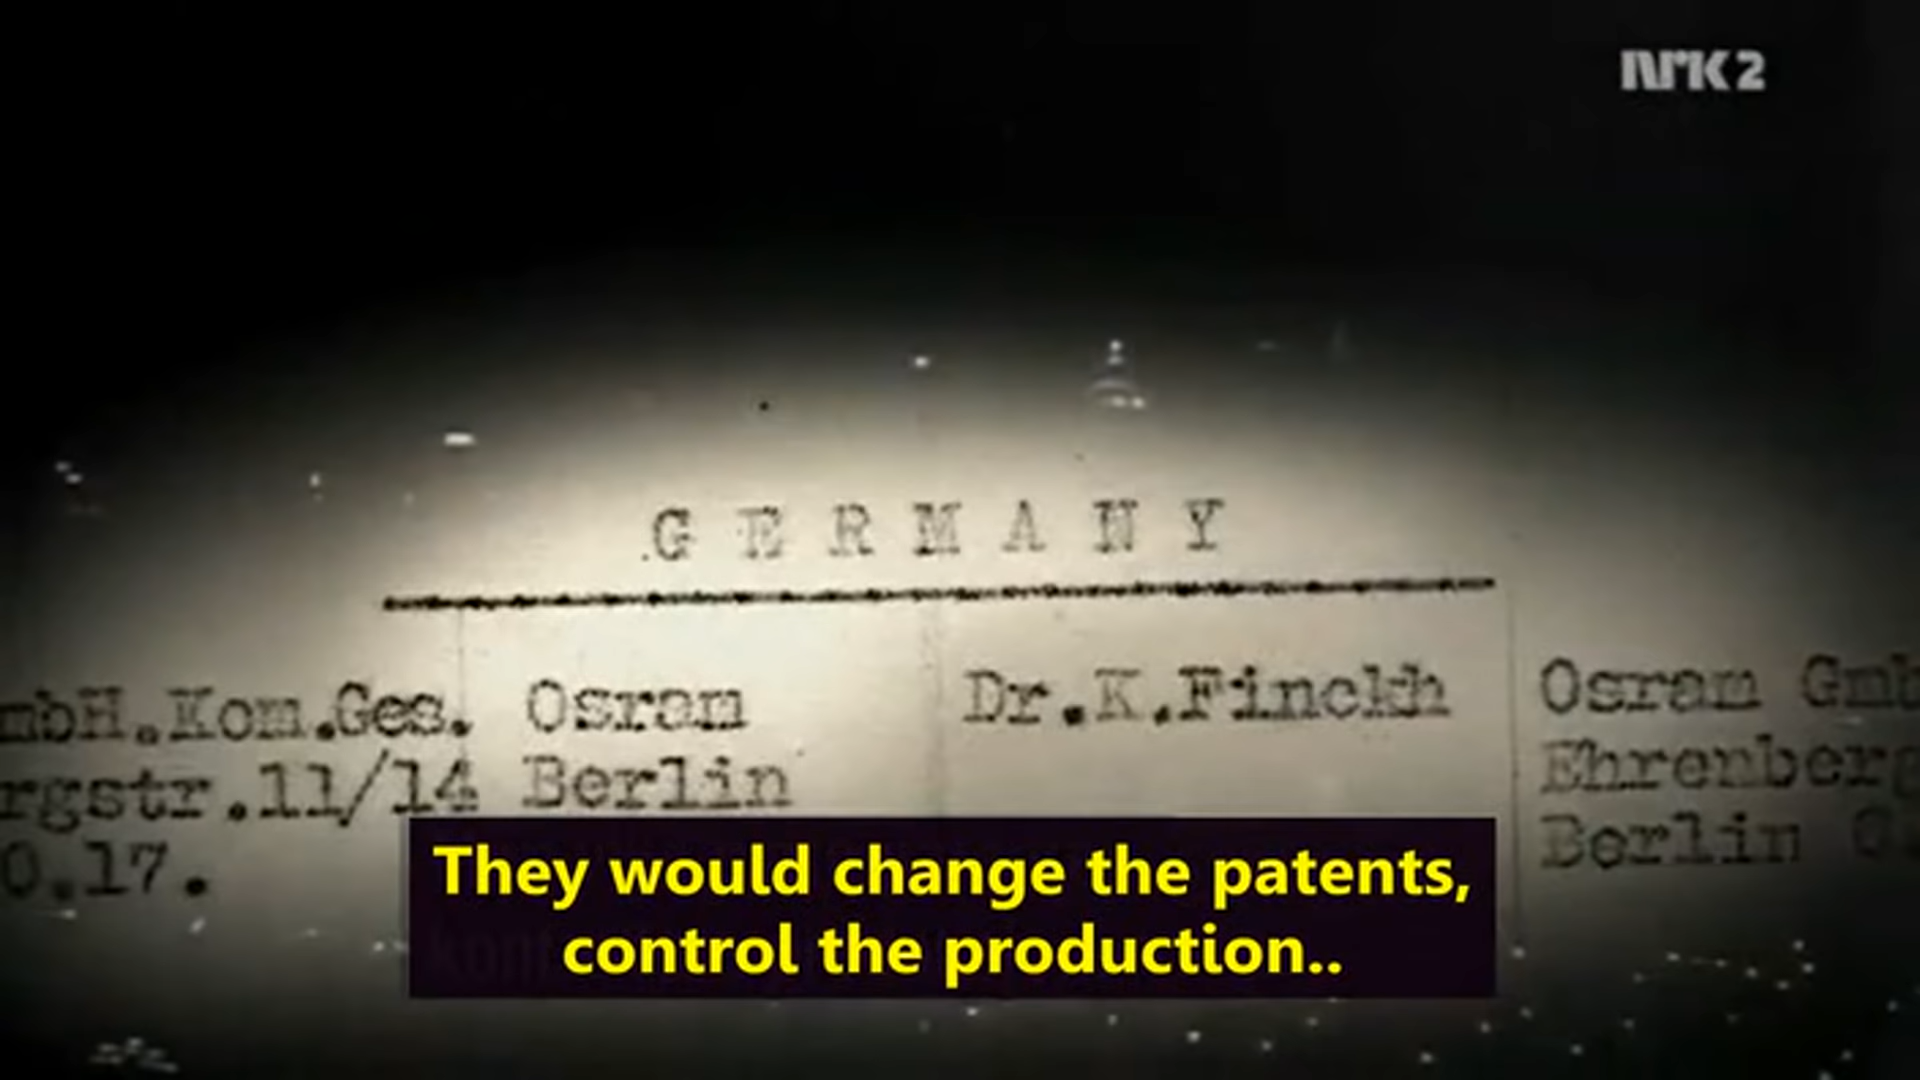 NRK2
GERMANY
mbH.Kom.Ges. Osram Dr.K.Finckh Osram Gmb
rgstr.11/14 Berlin Ehrenberg
0.17. Berlin
They would change the patents,
control the production..